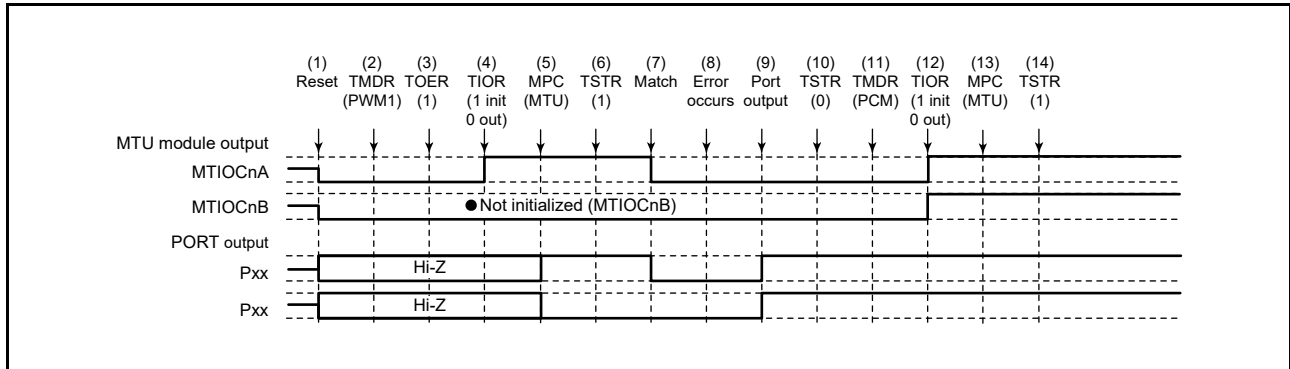 (1) (2) (3) (4) (5) (6) (7) (8) (9) (10) (11) (12) (13) (14)
Reset TMDR TOER TIOR MPC TSTR Match Error Port TSTR TMDR TIOR MPC TSTR
(PWM1) (1) (1 init (MTU) (1) occurs output (0) (PCM) (1 init (MTU) (1)
0 out) 0 out)
MTU module output
MTIOCnA
MTIOCnB ●Not initialized (MTIOCnB)
PORT output
Pxx Hi-Z
Pxx Hi-Z